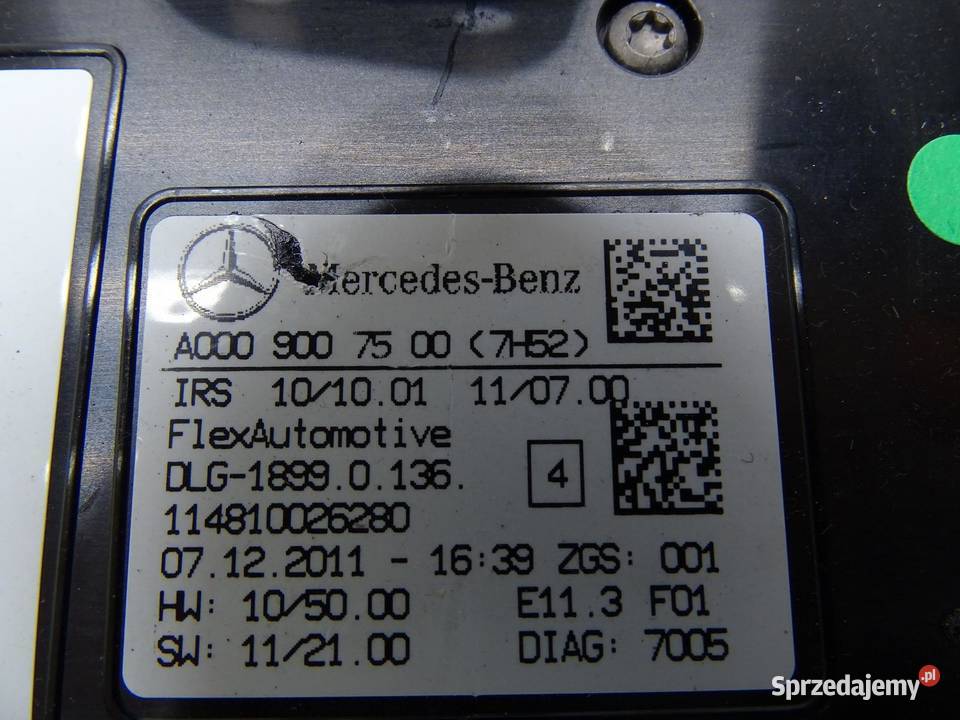 Mercedes-Benz
A000 900 75 00 (7H52)
IRS 10/10.01 11/07.00
FlexAutomotive
DLG-1899.0.136.
4
114810026280
07.12.2011 - 16:39 ZGS: 001
HW: 10/50.00 E11.3 F01
SW: 11/21.00 DIAG: 7005
Sprzedajemy.pl